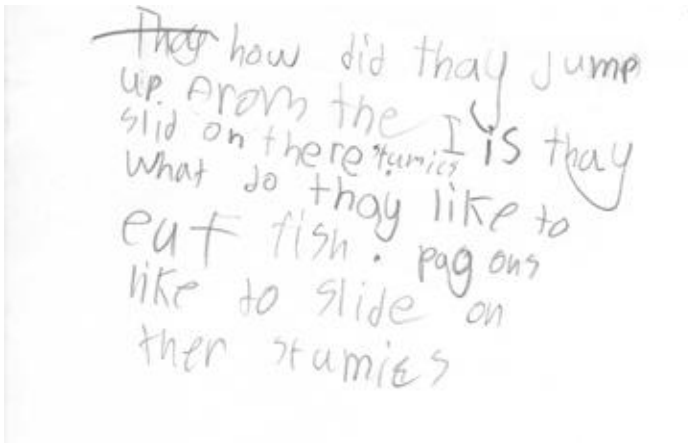 Thay how did thay jump
up. Arom the I is thay
slid on there stumies
what do thay like to
eat fish. pag ons
like to slide on
ther stumies